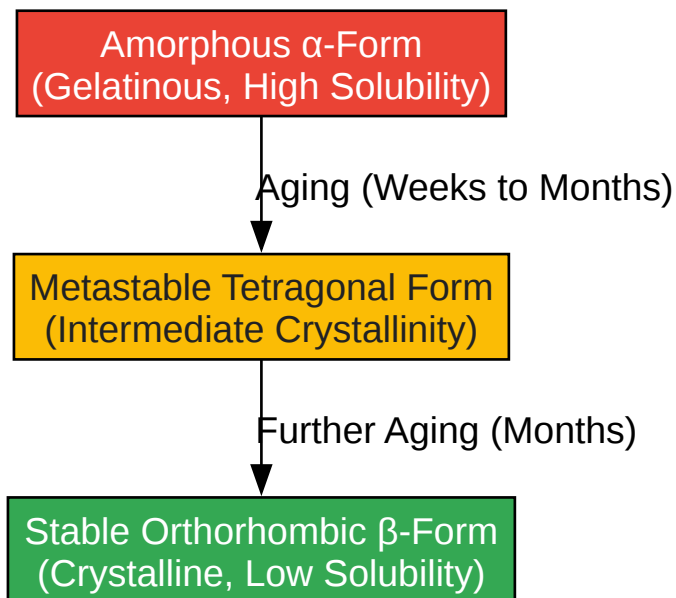 Amorphous α-Form
(Gelatinous, High Solubility)
Aging (Weeks to Months)
Metastable Tetragonal Form
(Intermediate Crystallinity)
Further Aging (Months)
Stable Orthorhombic β-Form
(Crystalline, Low Solubility)